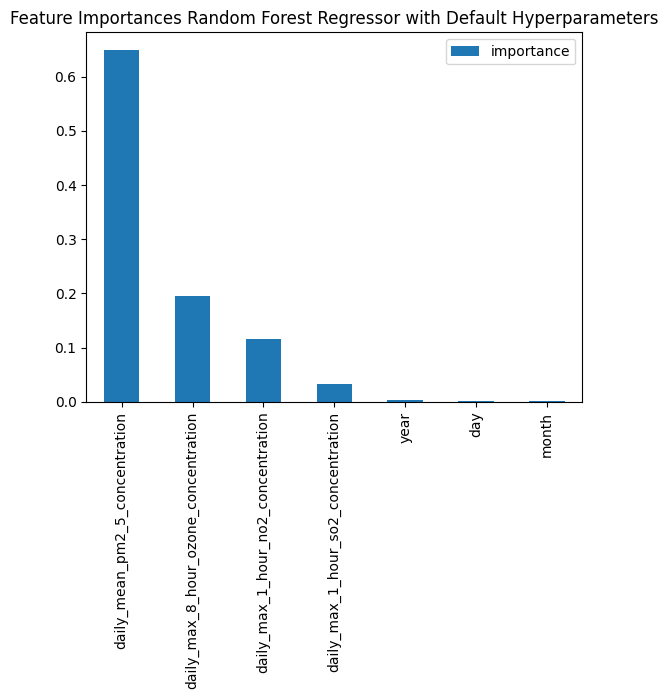 Feature Importances Random Forest Regressor with Default Hyperparameters
importance
0.6
0.5
0.4
0.3
0.2
0.1
0.0
daily_mean_pm2_5_concentration
daily_max_8_hour_ozone_concentration
daily_max_1_hour_no2_concentration
daily_max_1_hour_so2_concentration
year
day
month